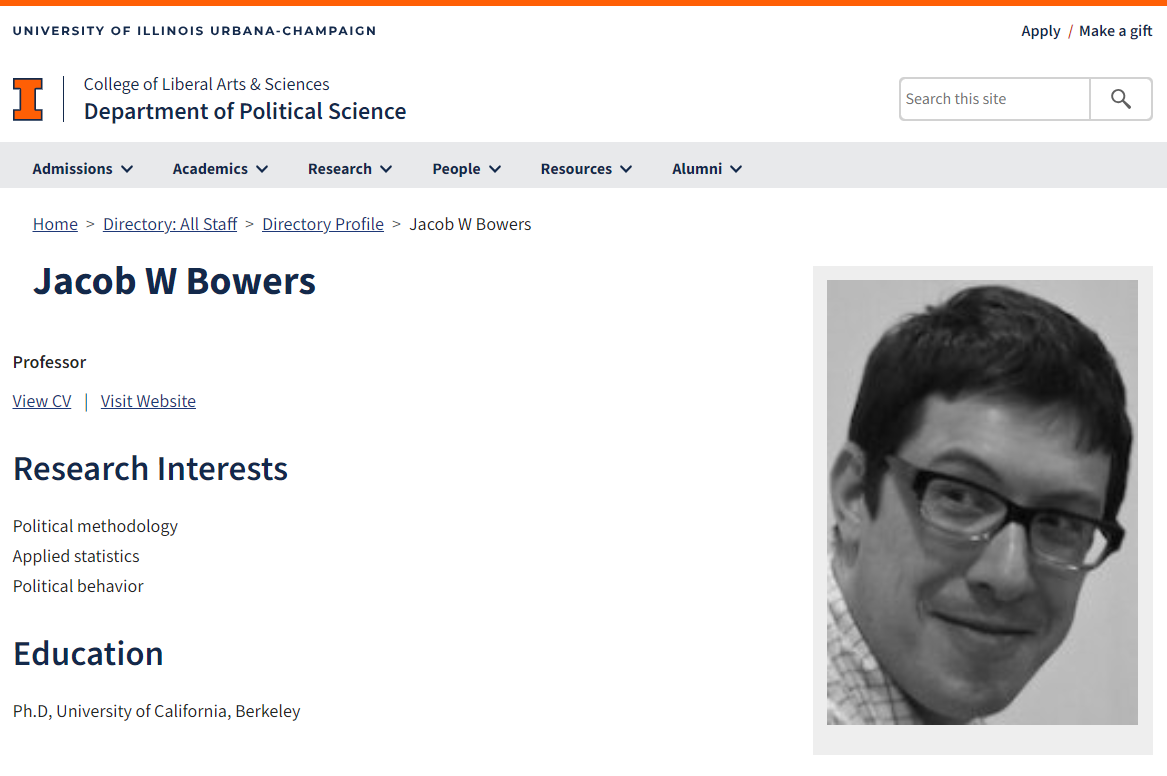 UNIVERSITY OF ILLINOIS URBANA-CHAMPAIGN
Apply / Make a gift
College of Liberal Arts & Sciences
Department of Political Science
Search this site
Admissions Academics Research People Resources Alumni
Home > Directory: All Staff > Directory Profile > Jacob W Bowers
Jacob W Bowers
Professor
View CV | Visit Website
Research Interests
Political methodology
Applied statistics
Political behavior
Education
Ph.D, University of California, Berkeley